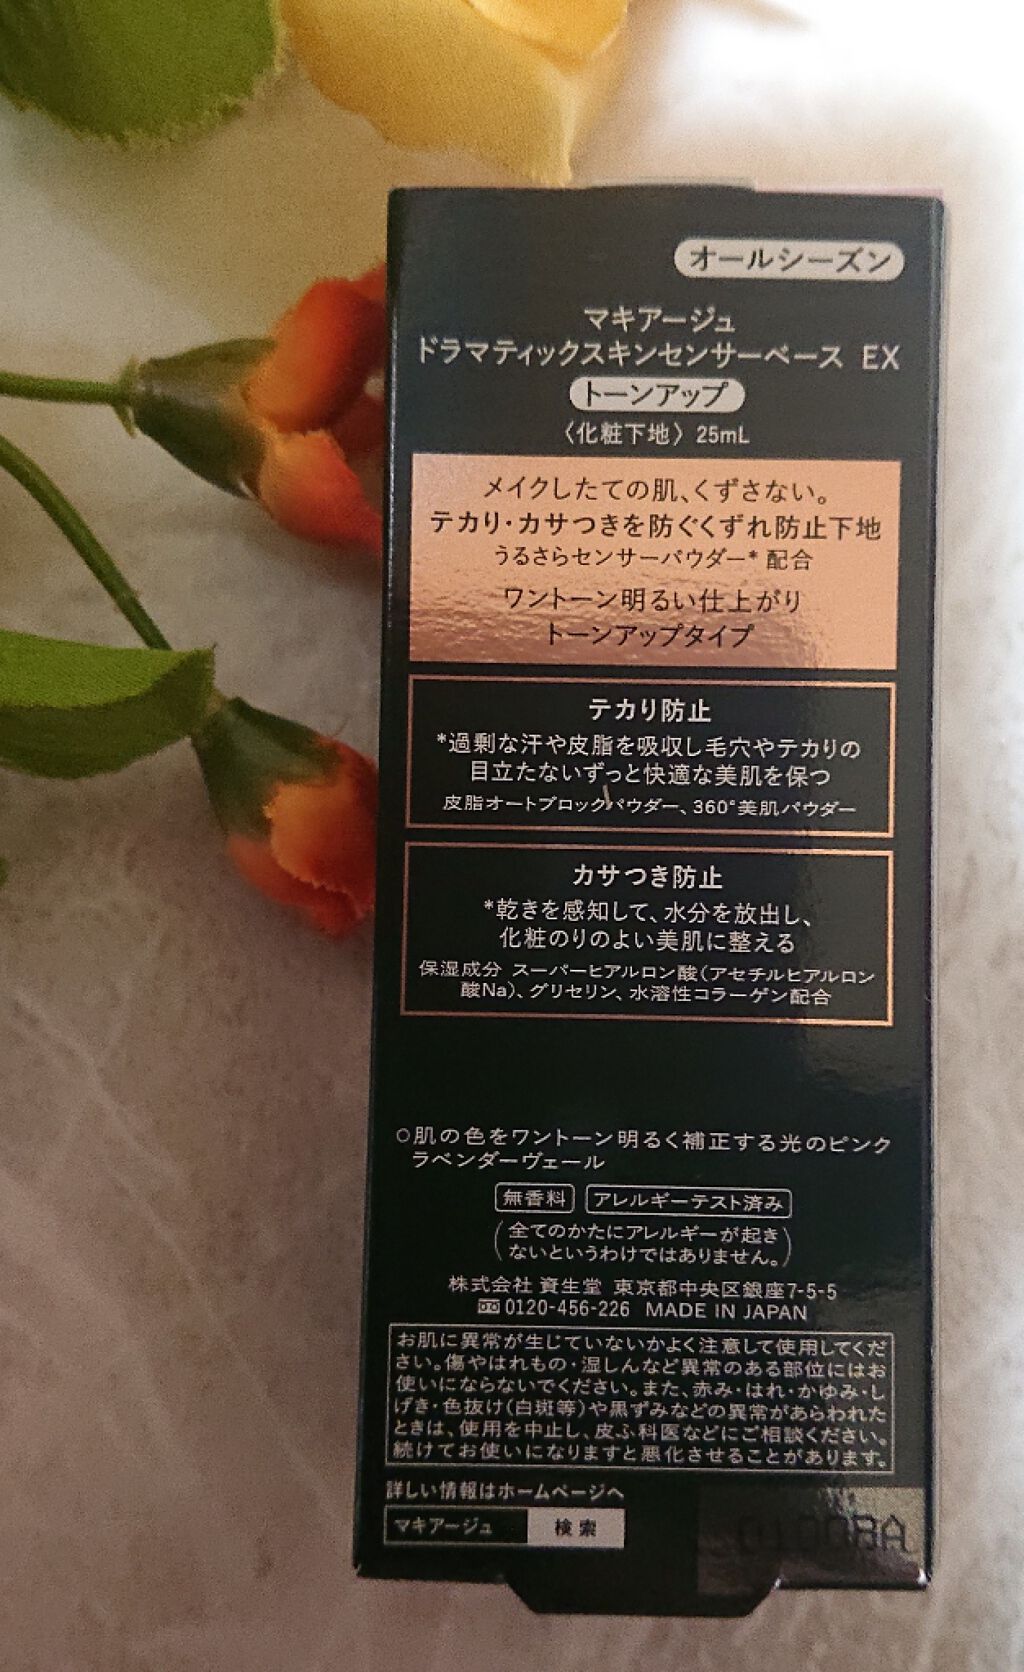 オールシーズン
マキアージュ
ドラマティックスキンセンサーベース EX
トーンアップ
〈化粧下地〉25mL
メイクしたての肌、くずさない。
テカり・カサつきを防ぐくずれ防止下地
うるさらセンサーパウダー* 配合
ワントーン明るい仕上がり
トーンアップタイプ
テカり防止
*過剰な汗や皮脂を吸収し毛穴やテカりの
目立たないずっと快適な美肌を保つ
皮脂オートブロックパウダー、360°美肌パウダー
カサつき防止
*乾きを感知して、水分を放出し、
化粧のりのよい美肌に整える
保湿成分 スーパーヒアルロン酸(アセチルヒアルロン
酸Na)、グリセリン、水溶性コラーゲン配合
○肌の色をワントーン明るく補正する光のピンク
ラベンダーヴェール
無香料 アレルギーテスト済み
(全てのかたにアレルギーが起き
ないというわけではありません。)
株式会社 資生堂 東京都中央区銀座7-5-5
0120-456-226 MADE IN JAPAN
お肌に異常が生じていないかよく注意して使用してくだ
さい。傷やはれもの・湿しんなど異常のある部位にはお
使いにならないでください。また、赤み・はれ・かゆみ・し
げき・色抜け(白斑等)や黒ずみなどの異常があらわれた
ときは、使用を中止し、皮ふ科医などにご相談ください。
続けてお使いになりますと悪化させることがあります。
詳しい情報はホームページへ
マキアージュ 検索